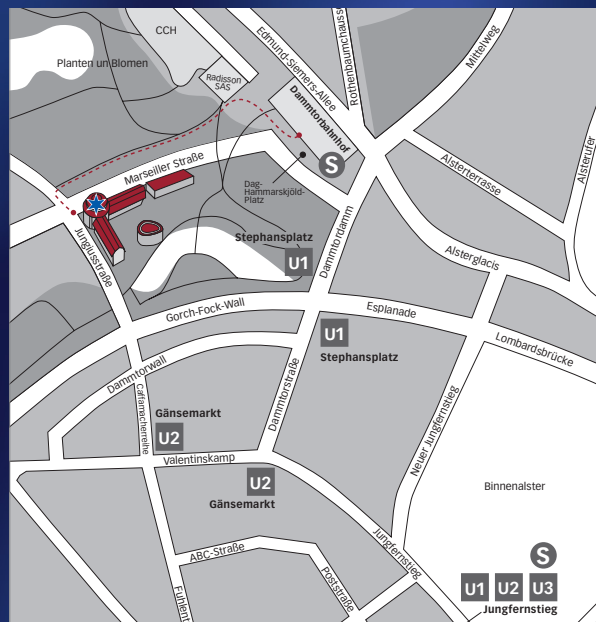 CCH
Planten un Blomen
Radisson
SAS
Edmund-Siemers-Allee
Rothenbaumchauss
Mittelweg
Dammtorbahnhof
S
Marseiller Straße
Dag-
Hammarskjöld-
Platz
Alsterterrasse
Alsterufer
Jungiusstraße
Stephansplatz
U1
Dammtordamm
Alsterglacis
Gorch-Fock-Wall
Esplanade
Lombardsbrücke
U1
Stephansplatz
Dammtorwall
Caffamacherreihe
Dammtorstraße
Neuer Jungfernstieg
Gänsemarkt
U2
Valentinskamp
U2
Gänsemarkt
Binnenalster
Jungfernstieg
ABC-Straße
Poststraße
Fuhlent
S
U1 U2 U3
Jungfernstieg